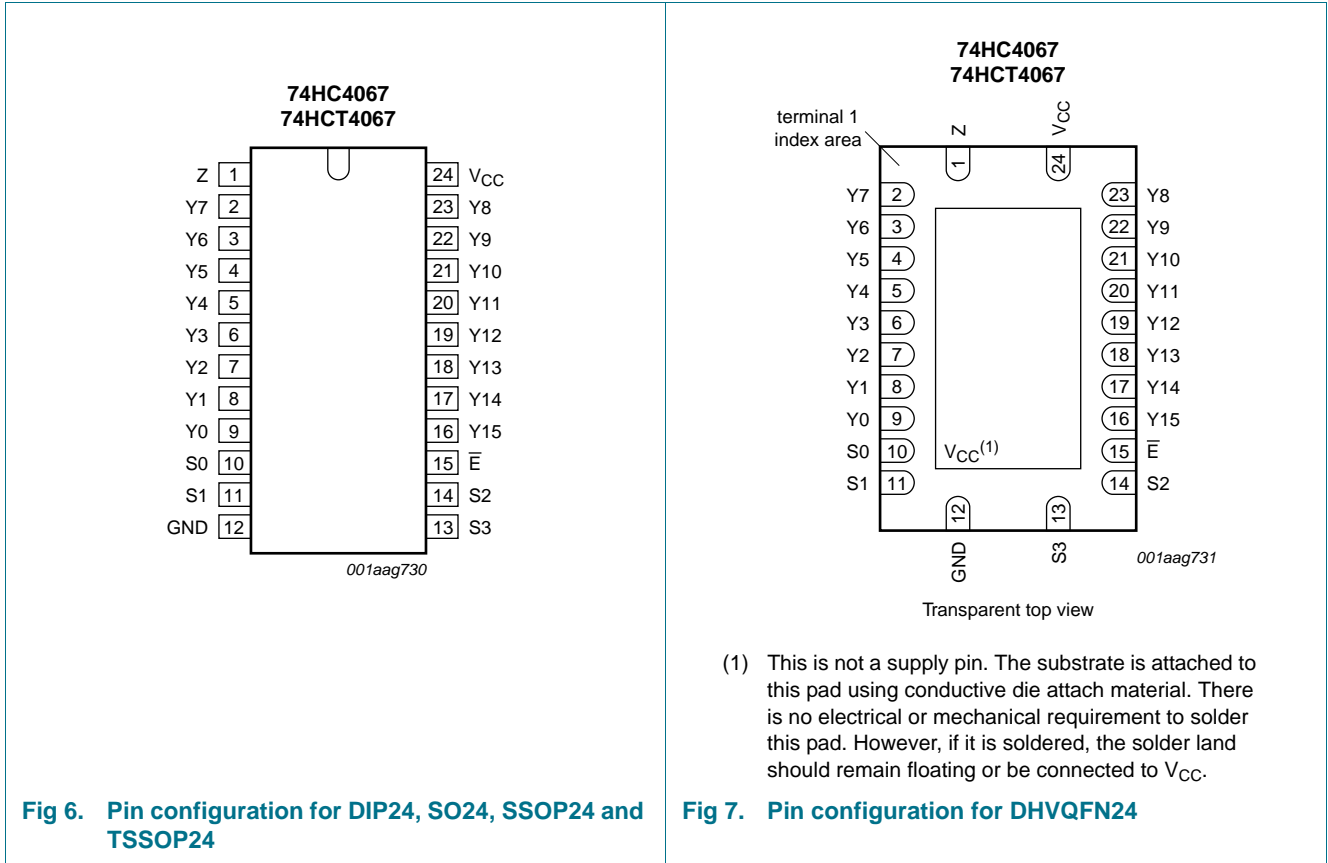 74HC4067
74HCT4067
Z 1
24 VCC
Y7 2
23 Y8
Y6 3
22 Y9
Y5 4
21 Y10
Y4 5
20 Y11
Y3 6
19 Y12
Y2 7
18 Y13
Y1 8
17 Y14
Y0 9
16 Y15
S0 10
15 E̅
S1 11
14 S2
GND 12
13 S3
001aag730
Fig 6. Pin configuration for DIP24, SO24, SSOP24 and
TSSOP24
74HC4067
74HCT4067
terminal 1
index area
Z
VCC
1
24
Y7 2
23 Y8
Y6 3
22 Y9
Y5 4
21 Y10
Y4 5
20 Y11
Y3 6
19 Y12
Y2 7
18 Y13
Y1 8
17 Y14
Y0 9
16 Y15
S0 10
VCC(1)
15 E̅
S1 11
14 S2
12
13
GND
S3
001aag731
Transparent top view
(1) This is not a supply pin. The substrate is attached to
this pad using conductive die attach material. There
is no electrical or mechanical requirement to solder
this pad. However, if it is soldered, the solder land
should remain floating or be connected to VCC.
Fig 7. Pin configuration for DHVQFN24